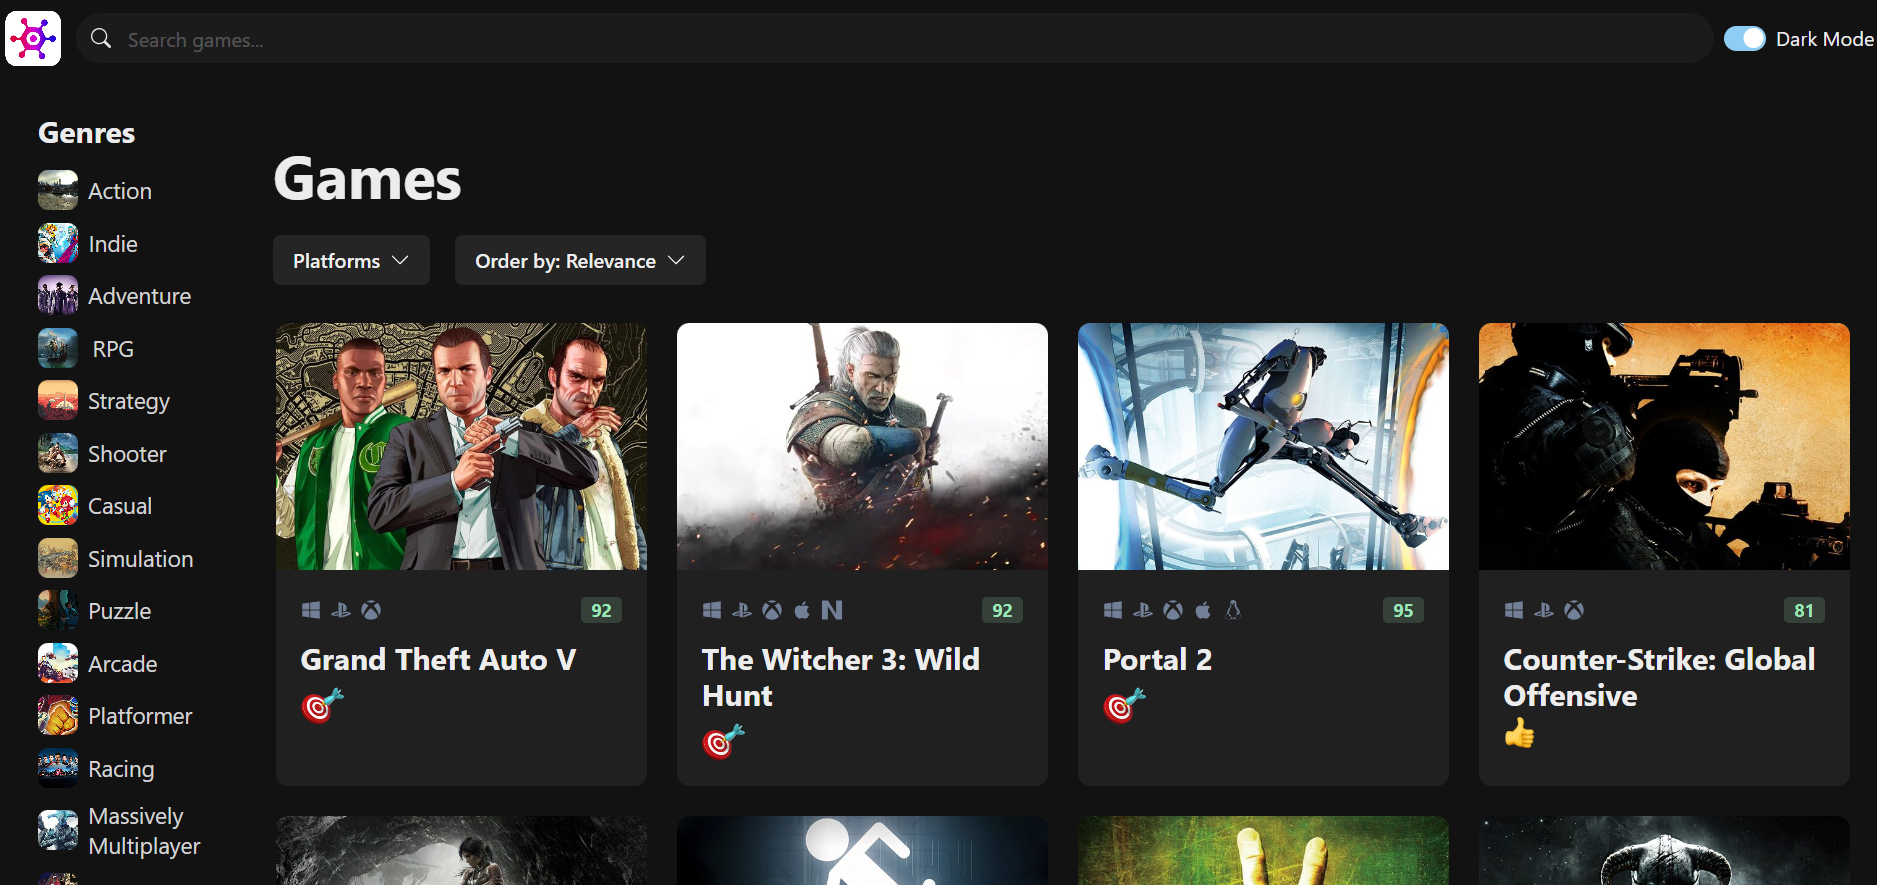 Search games...
Dark Mode
Genres
Action
Indie
Adventure
RPG
Strategy
Shooter
Casual
Simulation
Puzzle
Arcade
Platformer
Racing
Massively
Multiplayer
Games
Platforms
Order by: Relevance
92
Grand Theft Auto V
92
The Witcher 3: Wild
Hunt
95
Portal 2
81
Counter-Strike: Global
Offensive